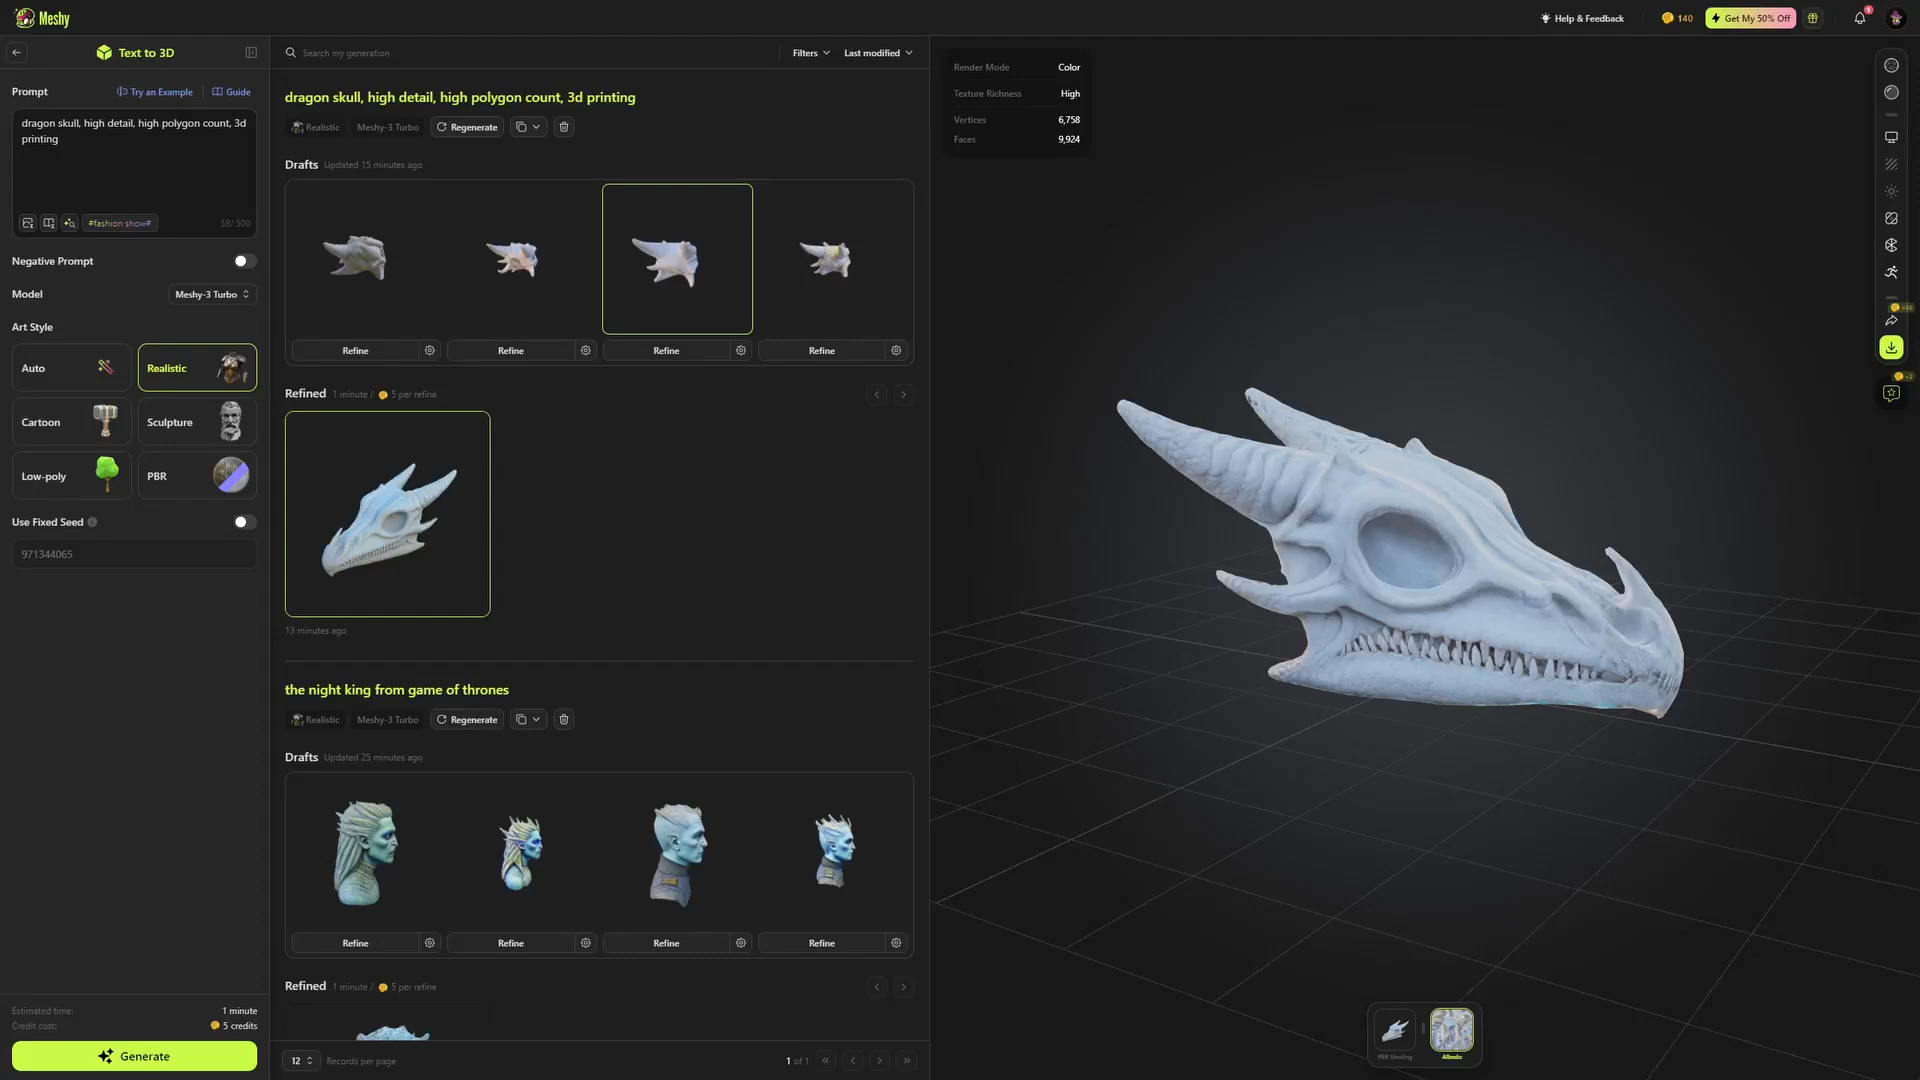 Meshy
Help & Feedback
140
Get My 50% Off
1
Text to 3D
Search my generation
Filters
Last modified
Prompt
Try an Example
Guide
dragon skull, high detail, high polygon count, 3d
printing
#fashion show#
58/ 500
Negative Prompt
Model
Meshy-3 Turbo
Art Style
Auto
Realistic
Cartoon
Sculpture
Low-poly
PBR
Use Fixed Seed
971344065
Estimated time:
1 minute
Credit cost:
5 credits
Generate
dragon skull, high detail, high polygon count, 3d printing
Realistic
Meshy-3 Turbo
Regenerate
Drafts
Updated 15 minutes ago
Refine
Refine
Refine
Refine
Refined
1 minute / 5 per refine
13 minutes ago
the night king from game of thrones
Realistic
Meshy-3 Turbo
Regenerate
Drafts
Updated 25 minutes ago
Refine
Refine
Refine
Refine
Refined
1 minute / 5 per refine
12
Records per page
1 of 1
Render Mode
Color
Texture Richness
High
Vertices
6,758
Faces
9,924
+2
PBR Shading
Albedo